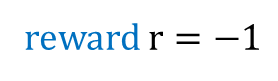 reward r = −1